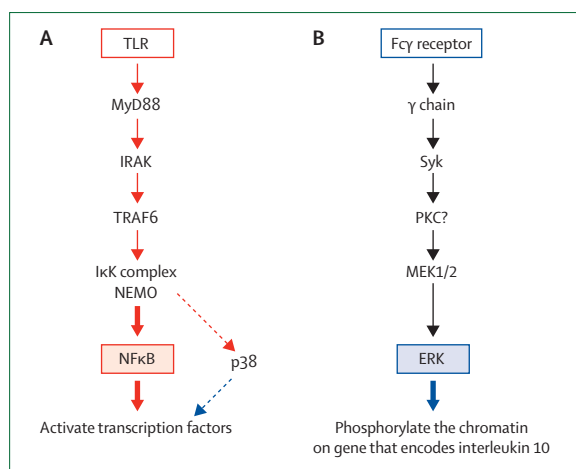 A
TLR
MyD88
IRAK
TRAF6
IκK complex
NEMO
NFκB
p38
Activate transcription factors
B
Fcγ receptor
γ chain
Syk
PKC?
MEK1/2
ERK
Phosphorylate the chromatin
on gene that encodes interleukin 10